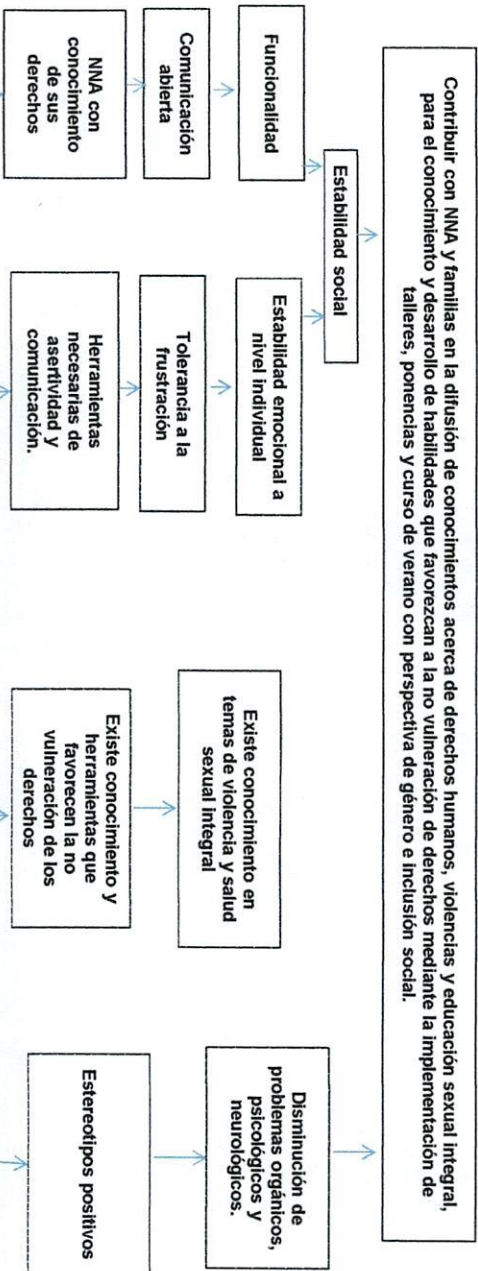 Contribuir con NNA y familias en la difusión de conocimientos acerca de derechos humanos, violencias y educación sexual integral,
para el conocimiento y desarrollo de habilidades que favorezcan a la no vulneración de derechos mediante la implementación de
talleres, ponencias y curso de verano con perspectiva de género e inclusión social.
Estabilidad social
Funcionalidad
Comunicación
abierta
NNA con
conocimiento
de sus
derechos
Estabilidad emocional a
nivel individual
Tolerancia a la
frustración
Herramientas
necesarias de
asertividad y
comunicación.
Existe conocimiento en
temas de violencia y salud
sexual integral
Existe conocimiento y
herramientas que
favorecen la no
vulneración de los
derechos
Disminución de
problemas orgánicos,
psicológicos y
neurológicos.
Estereotipos positivos